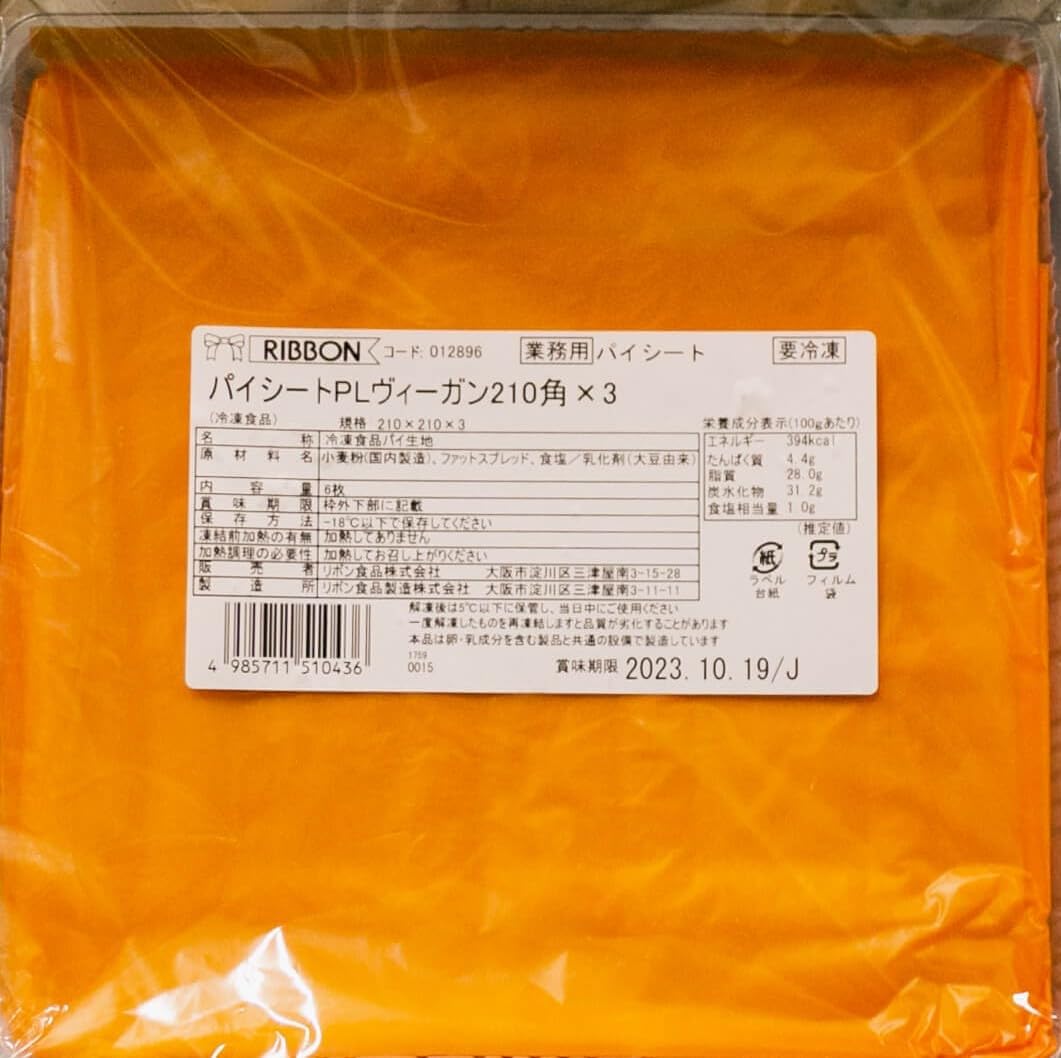 RIBBON コード: 012896 業務用 パイシート 要冷凍
パイシートPLヴィーガン210角×3
(冷凍食品) 規格 210×210×3
名称 冷凍食品パイ生地
原材料名 小麦粉(国内製造)、ファットスプレッド、食塩/乳化剤(大豆由来)
内容量 6枚
賞味期限 枠外下部に記載
保存方法 -18℃以下で保存してください
凍結前加熱の有無 加熱してありません
加熱調理の必要性 加熱してお召し上がりください
販売者 リボン食品株式会社 大阪市淀川区三津屋南3-15-28
製造所 リボン食品製造株式会社 大阪市淀川区三津屋南3-11-11
栄養成分表示(100gあたり)
エネルギー 394kcal
たんぱく質 4.4g
脂質 28.0g
炭水化物 31.2g
食塩相当量 1.0g
(推定値)
紙 プラ
ラベル フィルム
台紙 袋
解凍後は5℃以下に保管し、当日中にご使用ください
一度解凍したものを再凍結しますと品質が劣化することがあります
本品は卵・乳成分を含む製品と共通の設備で製造しています
4 985711 510436
1759
0015
賞味期限 2023. 10. 19/J